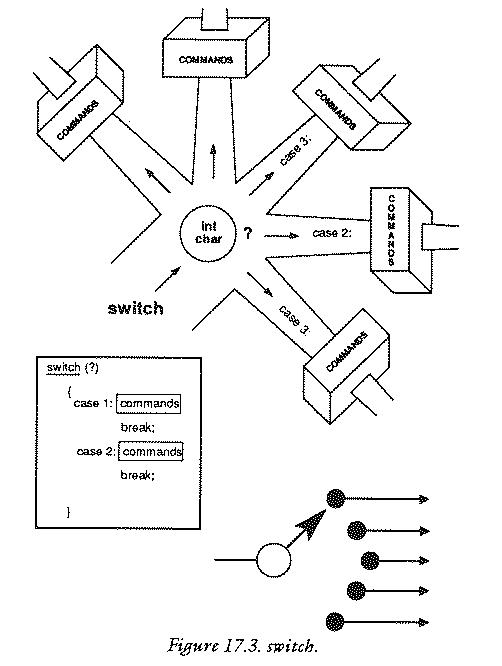 COMMANDS
COMMANDS
COMMANDS
case 3:
int
char
?
case 2:
COMMANDS
switch
case 3:
COMMANDS
switch (?)
{
case 1: commands
break;
case 2: commands
break;
}
Figure 17.3. switch.